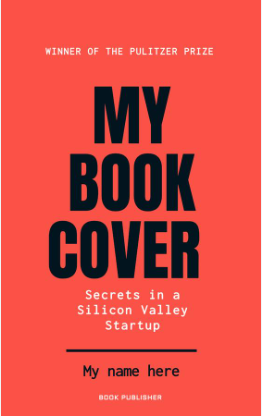 WINNER OF THE PULITZER PRIZE
MY
BOOK
COVER
Secrets in a
Silicon Valley
Startup
My name here
BOOK PUBLISHER